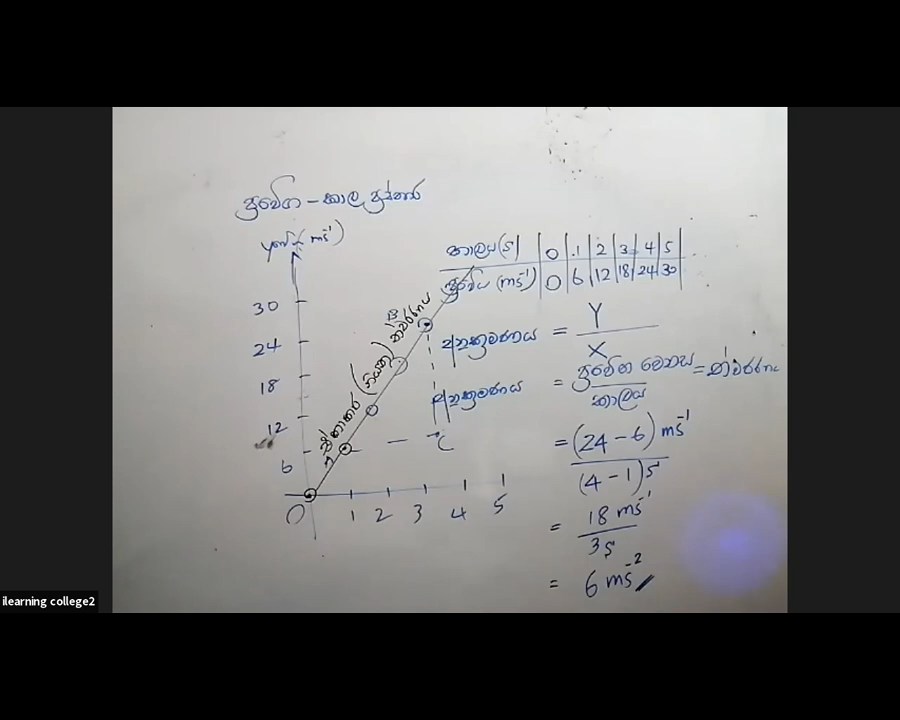 ප්‍රවේග - කාල ප්‍රස්තාර
(ms⁻¹)
කාලය (s) | 0 | 1 | 2 | 3 | 4 | 5
ප්‍රවේගය (ms⁻¹) | 0 | 6 | 12 | 18 | 24 | 30
30
24
18
12
6
0 1 2 3 4 5
ඒකාකාර (නියත) ත්වරණය
A
B
C
අනුක්‍රමණය = Y / X
අනුක්‍රමණය = ප්‍රවේග වෙනස / කාලය = ත්වරණය
= (24 - 6) ms⁻¹ / (4 - 1) s
= 18 ms⁻¹ / 3 s
= 6 ms⁻²
ilearning college2